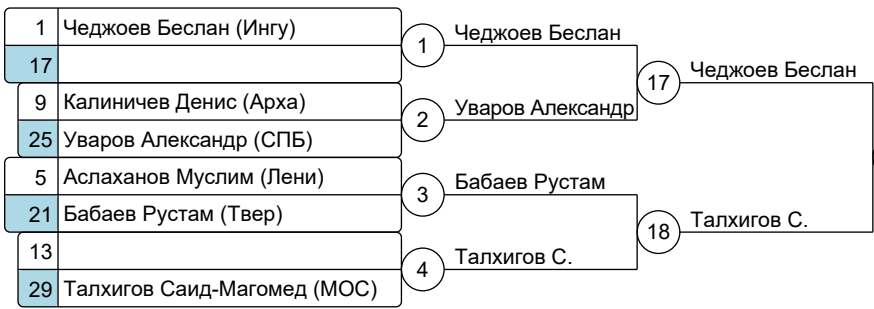 1 Чеджоев Беслан (Ингу)
17
9 Калиничев Денис (Арха)
25 Уваров Александр (СПБ)
5 Аслаханов Муслим (Лени)
21 Бабаев Рустам (Твер)
13
29 Талхигов Саид-Магомед (МОС)
1 Чеджоев Беслан
2 Уваров Александр
3 Бабаев Рустам
4 Талхигов С.
17 Чеджоев Беслан
18 Талхигов С.